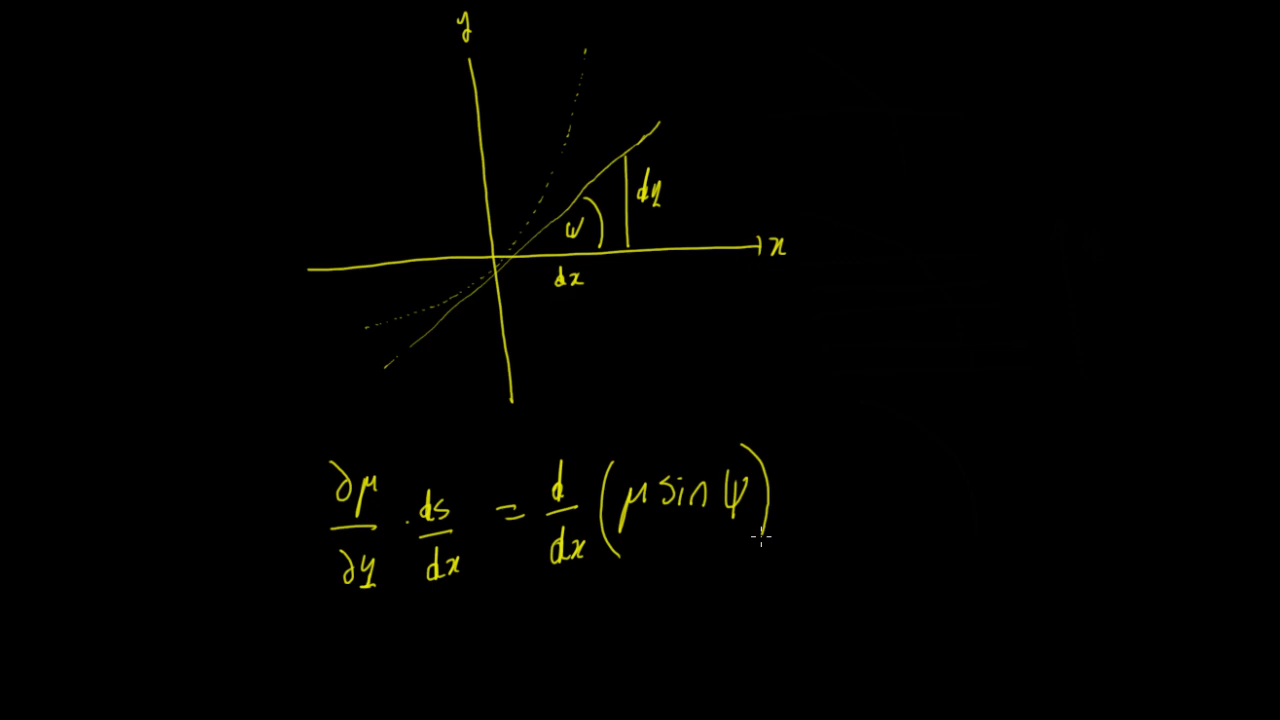 y
dy
ψ
x
dx
∂μ/∂y · ds/dx = d/dx (μ sin ψ)